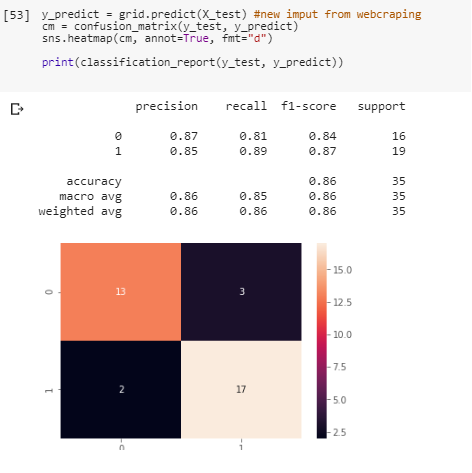 [53] y_predict = grid.predict(X_test) #new imput from webcraping
cm = confusion_matrix(y_test, y_predict)
sns.heatmap(cm, annot=True, fmt="d")
print(classification_report(y_test, y_predict))
precision recall f1-score support
0 0.87 0.81 0.84 16
1 0.85 0.89 0.87 19
accuracy 0.86 35
macro avg 0.86 0.85 0.86 35
weighted avg 0.86 0.86 0.86 35
15.0
0 13 3
12.5
10.0
7.5
1 2 17
5.0
2.5
0 1